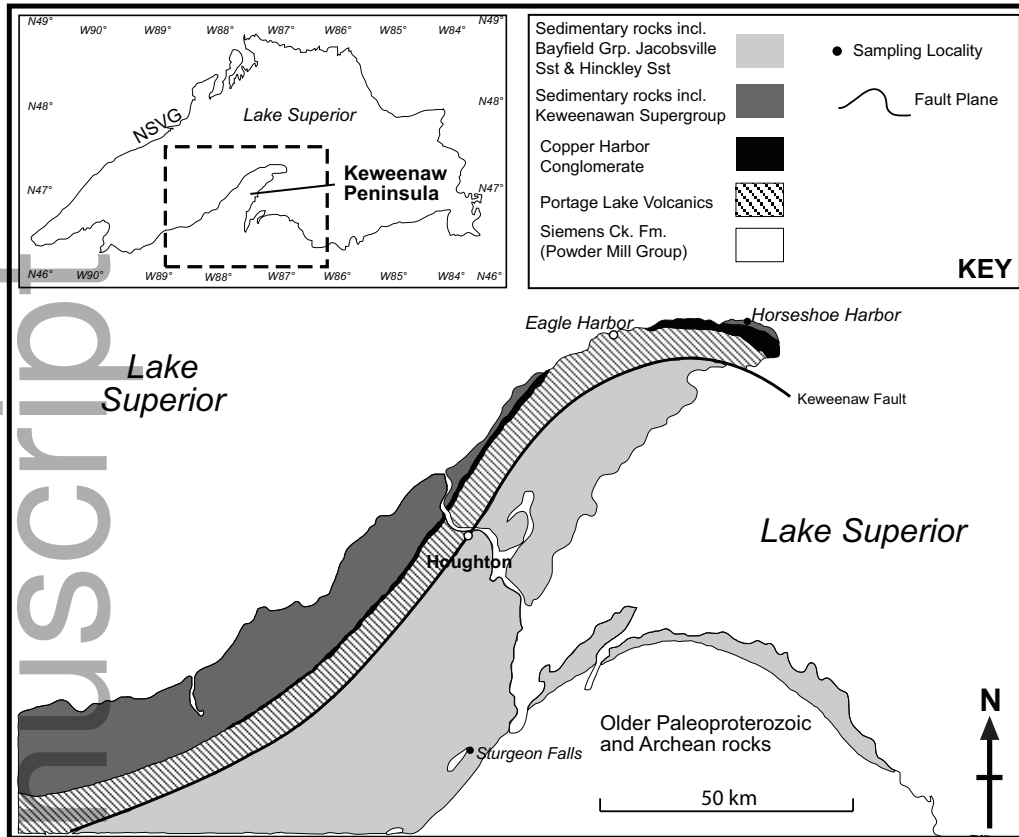 N49°
W90°
W89°
W88°
W87°
W86°
W85°
W84°
N49°
N48°
N48°
NSVG
Lake Superior
Keweenaw
Peninsula
N47°
N47°
N46°
W90°
W89°
W88°
W87°
W86°
W85°
W84°
N46°
Sedimentary rocks incl.
Bayfield Grp. Jacobsville
Sst & Hinckley Sst
Sedimentary rocks incl.
Keweenawan Supergroup
Copper Harbor
Conglomerate
Portage Lake Volcanics
Siemens Ck. Fm.
(Powder Mill Group)
Sampling Locality
Fault Plane
KEY
Eagle Harbor
Horseshoe Harbor
Lake
Superior
Keweenaw Fault
Lake Superior
Houghton
Older Paleoproterozoic
and Archean rocks
Sturgeon Falls
50 km
N